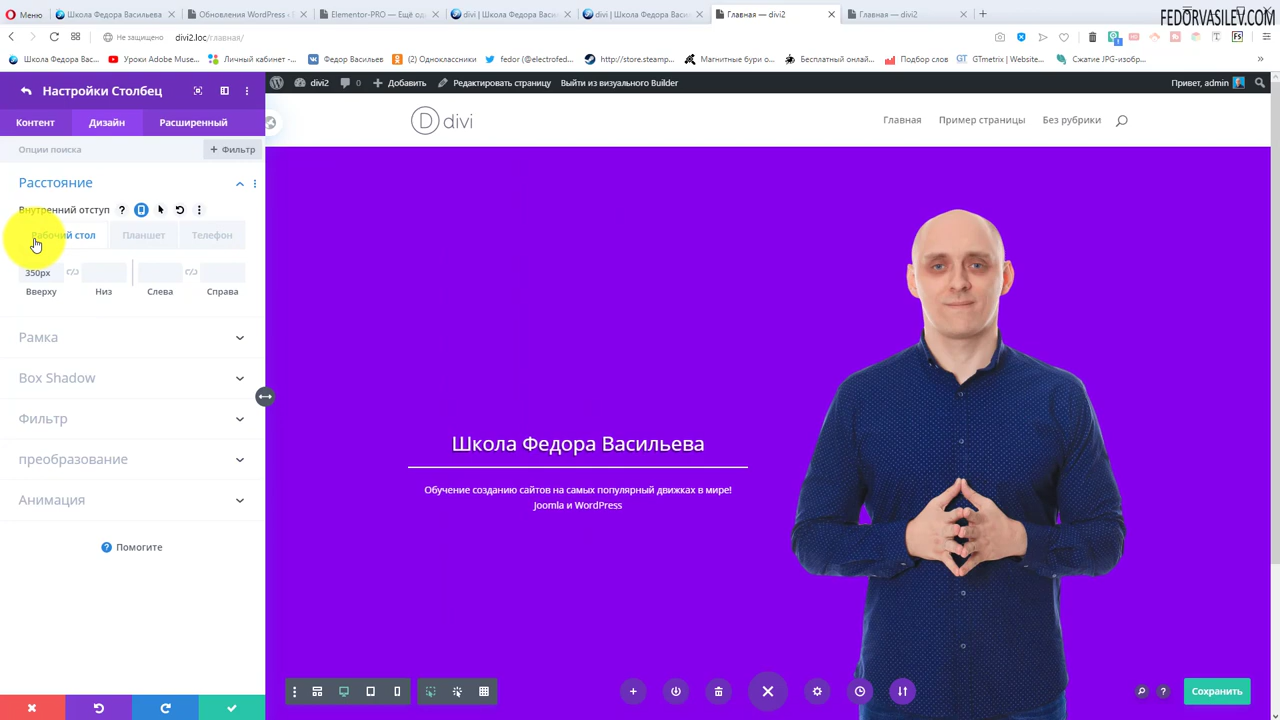 Меню
Школа Федора Васильева
Обновления WordPress ‹ 
Elementor-PRO — Ещё од
divi | Школа Федора Васи
divi | Школа Федора Васи
Главная — divi2
Главная — divi2
FEDORVASILEV.COM
Не защищено
divi2.loc/главная/
Школа Федора Вас...
Уроки Adobe Muse...
Личный кабинет -...
Федор Васильев
(2) Одноклассники
fedor (@electrofed...
http://store.steamp...
Магнитные бури о...
Бесплатный онлай...
Подбор слов
GTmetrix | Website...
Сжатие JPG-изобр...
Настройки Столбец
divi2
0
Добавить
Редактировать страницу
Выйти из визуального Builder
Привет, admin
Контент
Дизайн
Расширенный
D divi
Главная
Пример страницы
Без рубрики
Опции поиска
+ Фильтр
Расстояние
Внутренний отступ
Рабочий стол
Планшет
Телефон
350px
Вверху
Низ
Слева
Справа
Рамка
Box Shadow
Фильтр
преобразование
Анимация
Помогите
Школа Федора Васильева
Обучение созданию сайтов на самых популярный движках в мире!
Joomla и WordPress
Сохранить